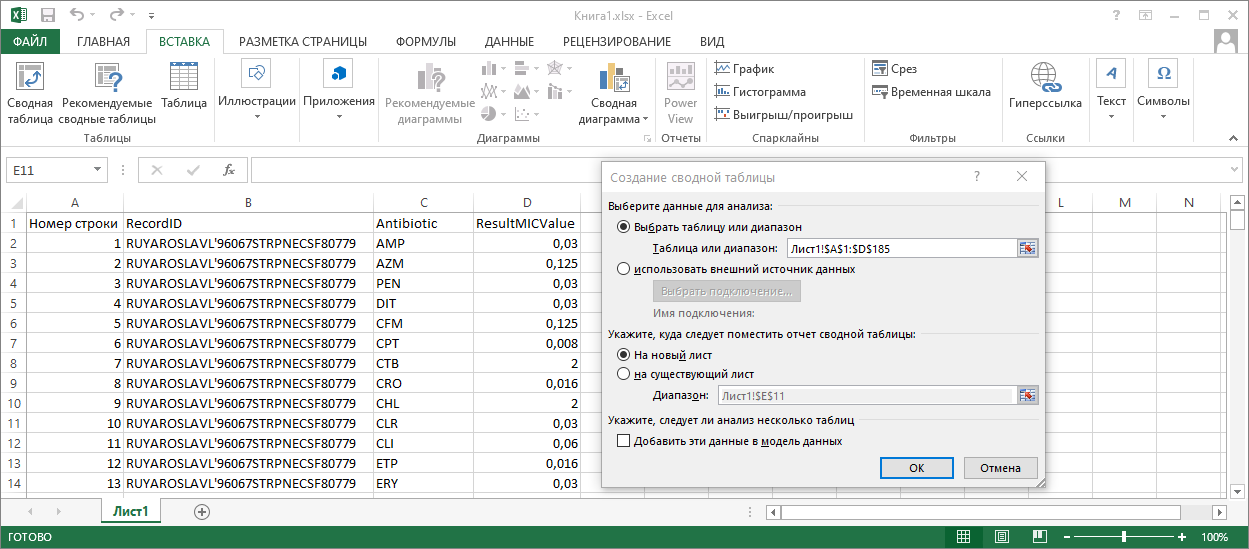 Книга1.xlsx - Excel
ФАЙЛ ГЛАВНАЯ ВСТАВКА РАЗМЕТКА СТРАНИЦЫ ФОРМУЛЫ ДАННЫЕ РЕЦЕНЗИРОВАНИЕ ВИД
Сводная таблица
Рекомендуемые сводные таблицы
Таблица
Таблицы
Иллюстрации
Приложения
Рекомендуемые диаграммы
Сводная диаграмма
Диаграммы
Power View
Отчеты
График
Гистограмма
Выигрыш/проигрыш
Спарклайны
Срез
Временная шкала
Фильтры
Гиперссылка
Ссылки
Текст
Символы
E11
fx
A B C D L M N
1 Номер строки RecordID Antibiotic ResultMICValue
2 1 RUYAROSLAVL'96067STRPNECSF80779 AMP 0,03
3 2 RUYAROSLAVL'96067STRPNECSF80779 AZM 0,125
4 3 RUYAROSLAVL'96067STRPNECSF80779 PEN 0,03
5 4 RUYAROSLAVL'96067STRPNECSF80779 DIT 0,03
6 5 RUYAROSLAVL'96067STRPNECSF80779 CFM 0,125
7 6 RUYAROSLAVL'96067STRPNECSF80779 CPT 0,008
8 7 RUYAROSLAVL'96067STRPNECSF80779 CTB 2
9 8 RUYAROSLAVL'96067STRPNECSF80779 CRO 0,016
10 9 RUYAROSLAVL'96067STRPNECSF80779 CHL 2
11 10 RUYAROSLAVL'96067STRPNECSF80779 CLR 0,03
12 11 RUYAROSLAVL'96067STRPNECSF80779 CLI 0,06
13 12 RUYAROSLAVL'96067STRPNECSF80779 ETP 0,016
14 13 RUYAROSLAVL'96067STRPNECSF80779 ERY 0,03
Создание сводной таблицы ?
Выберите данные для анализа:
Выбрать таблицу или диапазон
Таблица или диапазон: Лист1!$A$1:$D$185
использовать внешний источник данных
Выбрать подключение...
Имя подключения:
Укажите, куда следует поместить отчет сводной таблицы:
На новый лист
на существующий лист
Диапазон: Лист1!$E$11
Укажите, следует ли анализ несколько таблиц
Добавить эти данные в модель данных
ОК Отмена
Лист1
ГОТОВО 100%